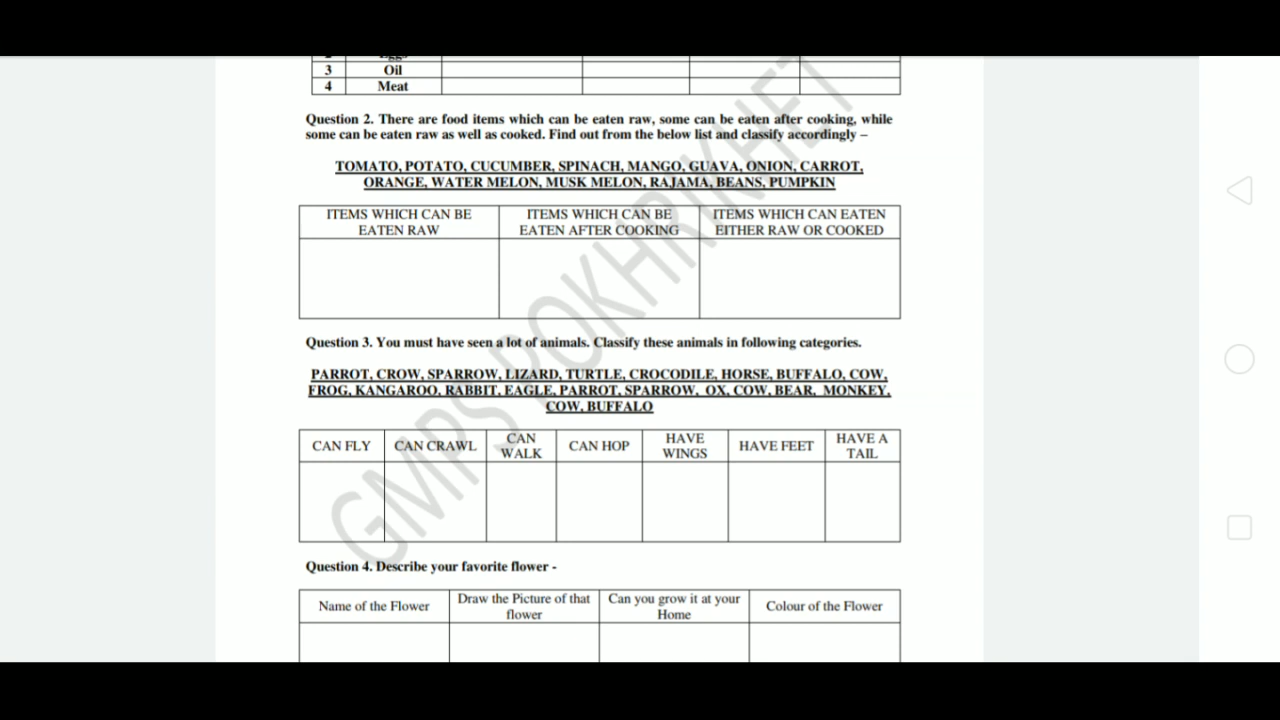 3 Oil
4 Meat
Question 2. There are food items which can be eaten raw, some can be eaten after cooking, while
some can be eaten raw as well as cooked. Find out from the below list and classify accordingly –
TOMATO, POTATO, CUCUMBER, SPINACH, MANGO, GUAVA, ONION, CARROT,
ORANGE, WATER MELON, MUSK MELON, RAJAMA, BEANS, PUMPKIN
ITEMS WHICH CAN BE EATEN RAW
ITEMS WHICH CAN BE EATEN AFTER COOKING
ITEMS WHICH CAN EATEN EITHER RAW OR COOKED
Question 3. You must have seen a lot of animals. Classify these animals in following categories.
PARROT, CROW, SPARROW, LIZARD, TURTLE, CROCODILE, HORSE, BUFFALO, COW,
FROG, KANGAROO, RABBIT, EAGLE, PARROT, SPARROW, OX, COW, BEAR, MONKEY,
COW, BUFFALO
CAN FLY CAN CRAWL CAN WALK CAN HOP HAVE WINGS HAVE FEET HAVE A TAIL
Question 4. Describe your favorite flower -
Name of the Flower
Draw the Picture of that flower
Can you grow it at your Home
Colour of the Flower
GMPS POKHRIKHET